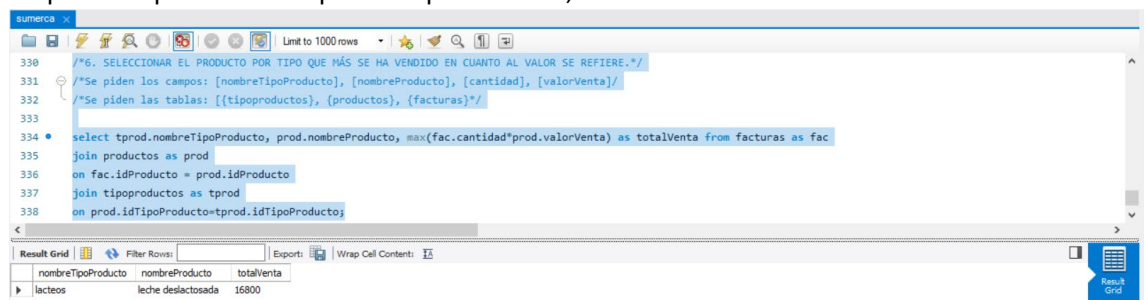 sumerca
Limit to 1000 rows
330 /*6. SELECCIONAR EL PRODUCTO POR TIPO QUE MÁS SE HA VENDIDO EN CUANTO AL VALOR SE REFIERE.*/
331 /*Se piden los campos: [nombreTipoProducto], [nombreProducto], [cantidad], [valorVenta]/
332 /*Se piden las tablas: [{tipoproductos}, {productos}, {facturas}*/
333
334 select tprod.nombreTipoProducto, prod.nombreProducto, max(fac.cantidad*prod.valorVenta) as totalVenta from facturas as fac
335 join productos as prod
336 on fac.idProducto = prod.idProducto
337 join tipoproductos as tprod
338 on prod.idTipoProducto=tprod.idTipoProducto;
Result Grid Filter Rows: Export: Wrap Cell Content:
nombreTipoProducto nombreProducto totalVenta
lacteos leche deslactosada 16800
Result
Grid